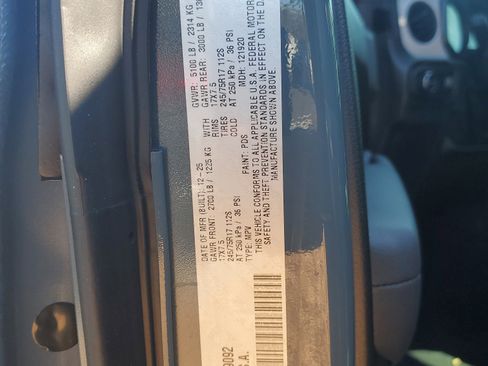 DATE OF MFR (BUILT): 12-25 GVWR: 5100 LB / 2314 KG
GAWR FRONT: 2700 LB / 1225 KG WITH GAWR REAR: 3000 LB / 136
17X7.5 RIMS 17X7.5
245/75R17 112S TIRES 245/75R17 112S
AT 250 kPa / 36 PSI COLD AT 250 kPa / 36 PSI
TYPE: MPV PAINT: PDS MDH: 121920
THIS VEHICLE CONFORMS TO ALL APPLICABLE U.S.A. FEDERAL MOTOR
SAFETY AND THEFT PREVENTION STANDARDS IN EFFECT ON THE D
MANUFACTURE SHOWN ABOVE.
9092
S.A.